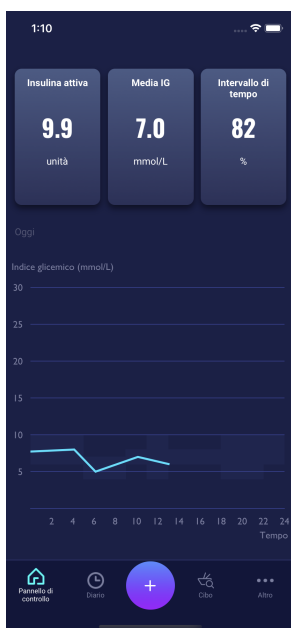 1:10
Insulina attiva
9.9
unità
Media IG
7.0
mmol/L
Intervallo di
tempo
82
%
Oggi
Indice glicemico (mmol/L)
30
25
20
15
10
5
2 4 6 8 10 12 14 16 18 20 22 24
Tempo
Pannello di
controllo
Diario
+
Cibo
Altro